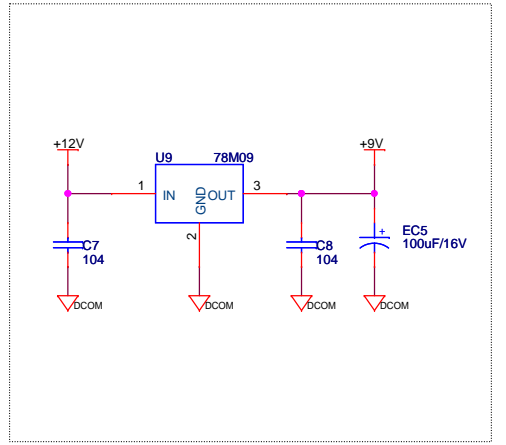 +12V
+9V
U9 78M09
1 IN GND OUT 3
2
C7
104
C8
104
+ EC5
100uF/16V
DCOM DCOM DCOM DCOM